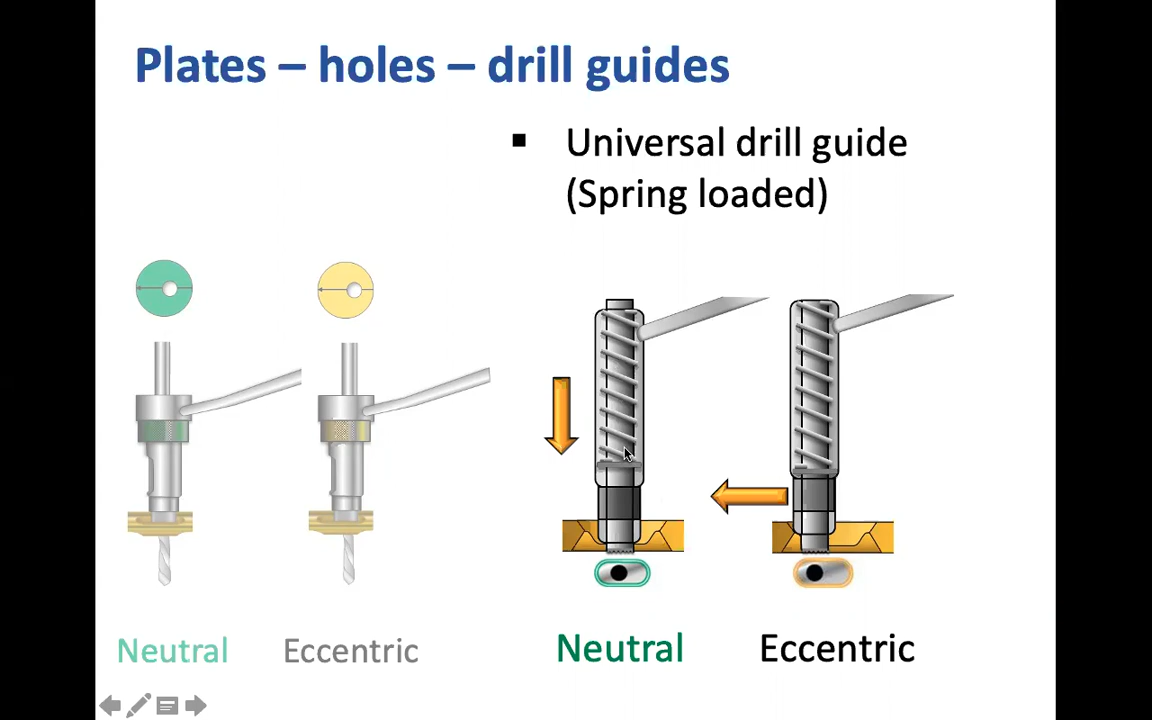 Plates – holes – drill guides
▪ Universal drill guide
(Spring loaded)
Neutral
Eccentric
Neutral
Eccentric